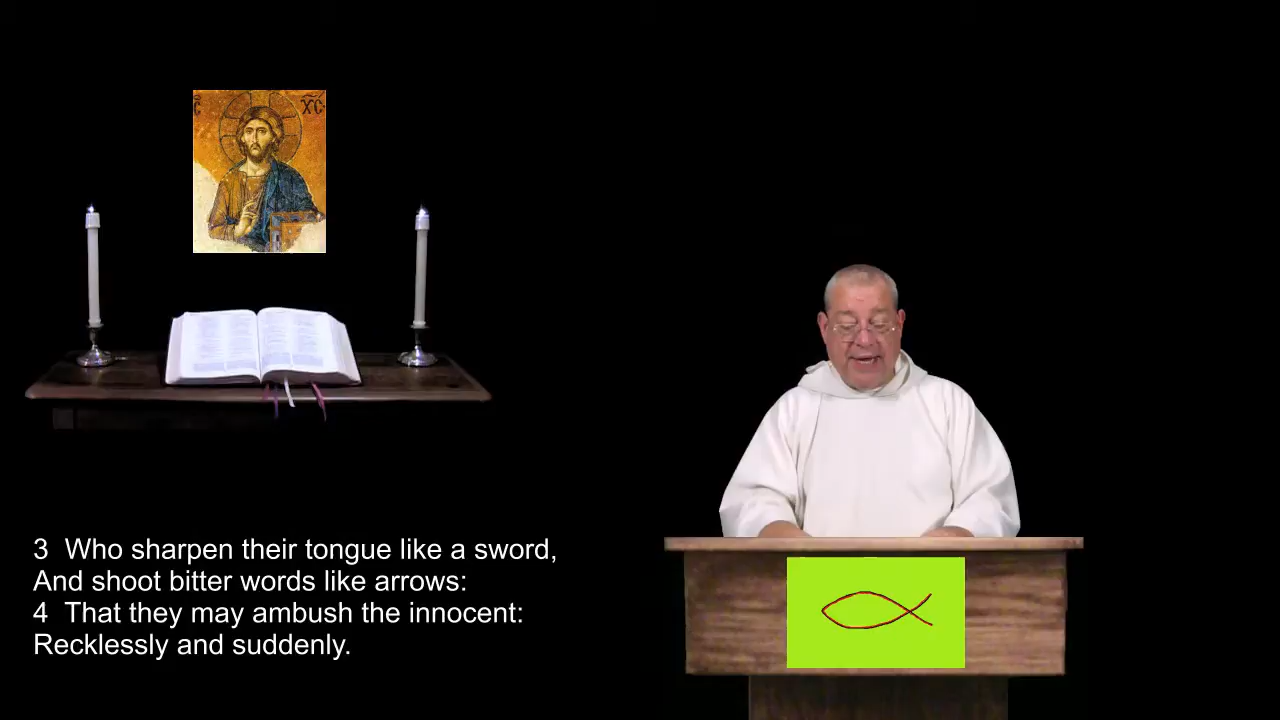 XC
3 Who sharpen their tongue like a sword,
And shoot bitter words like arrows:
4 That they may ambush the innocent:
Recklessly and suddenly.